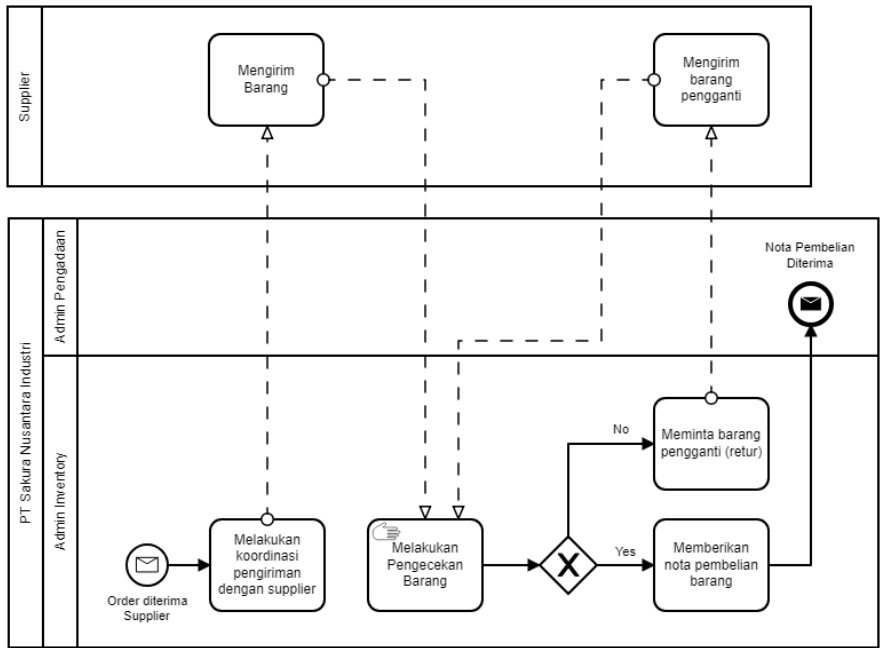 Supplier
Mengirim
Barang
Mengirim
barang
pengganti
PT Sakura Nusantara Industri
Admin Pengadaan
Nota Pembelian
Diterima
Admin Inventory
Order diterima
Supplier
Melakukan
koordinasi
pengiriman
dengan supplier
Melakukan
Pengecekan
Barang
X
No
Meminta barang
pengganti (retur)
Yes
Memberikan
nota pembelian
barang